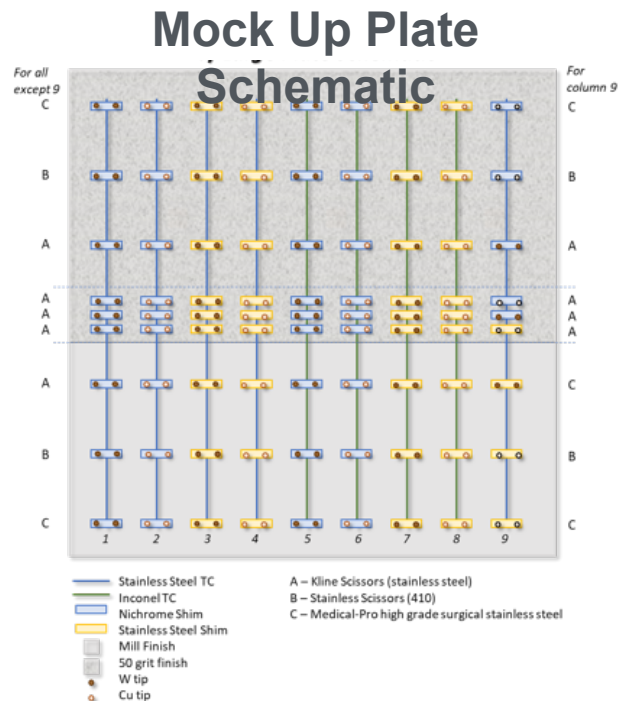 Mock Up Plate
Schematic
For all
except 9
For
column 9
C C
B B
A A
A A
A A
A A
A C
B B
C C
1 2 3 4 5 6 7 8 9
Stainless Steel TC
Inconel TC
Nichrome Shim
Stainless Steel Shim
Mill Finish
50 grit finish
W tip
Cu tip
A – Kline Scissors (stainless steel)
B – Stainless Scissors (410)
C – Medical-Pro high grade surgical stainless steel